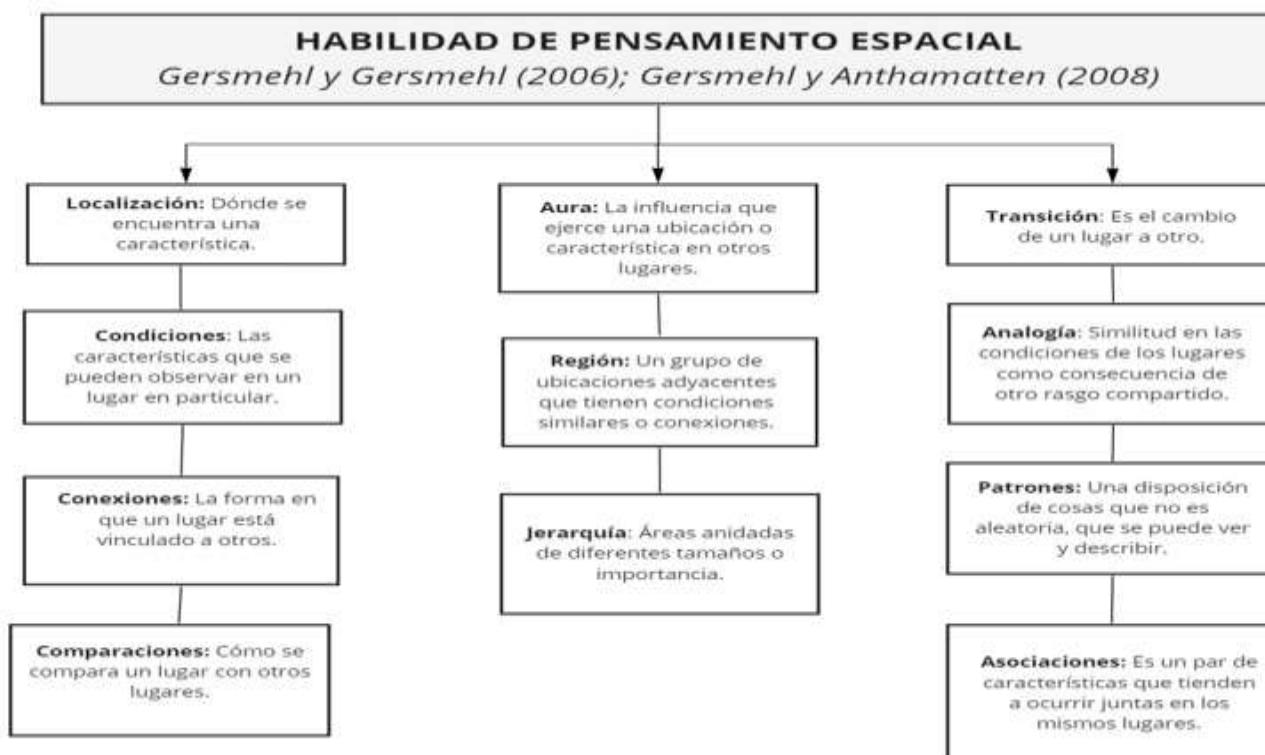 HABILIDAD DE PENSAMIENTO ESPACIAL
Gersmehl y Gersmehl (2006); Gersmehl y Anthamatten (2008)
Localización: Dónde se
encuentra una
característica.
Condiciones: Las
características que se
pueden observar en un
lugar en particular.
Conexiones: La forma en
que un lugar está
vinculado a otros.
Comparaciones: Cómo se
compara un lugar con otros
lugares.
Aura: La influencia que
ejerce una ubicación o
característica en otros
lugares.
Región: Un grupo de
ubicaciones adyacentes
que tienen condiciones
similares o conexiones.
Jerarquía: Áreas anidadas
de diferentes tamaños o
importancia.
Transición: Es el cambio
de un lugar a otro.
Analogía: Similitud en las
condiciones de los lugares
como consecuencia de
otro rasgo compartido.
Patrones: Una disposición
de cosas que no es
aleatoria, que se puede ver
y describir.
Asociaciones: Es un par de
características que tienden
a ocurrir juntas en los
mismos lugares.